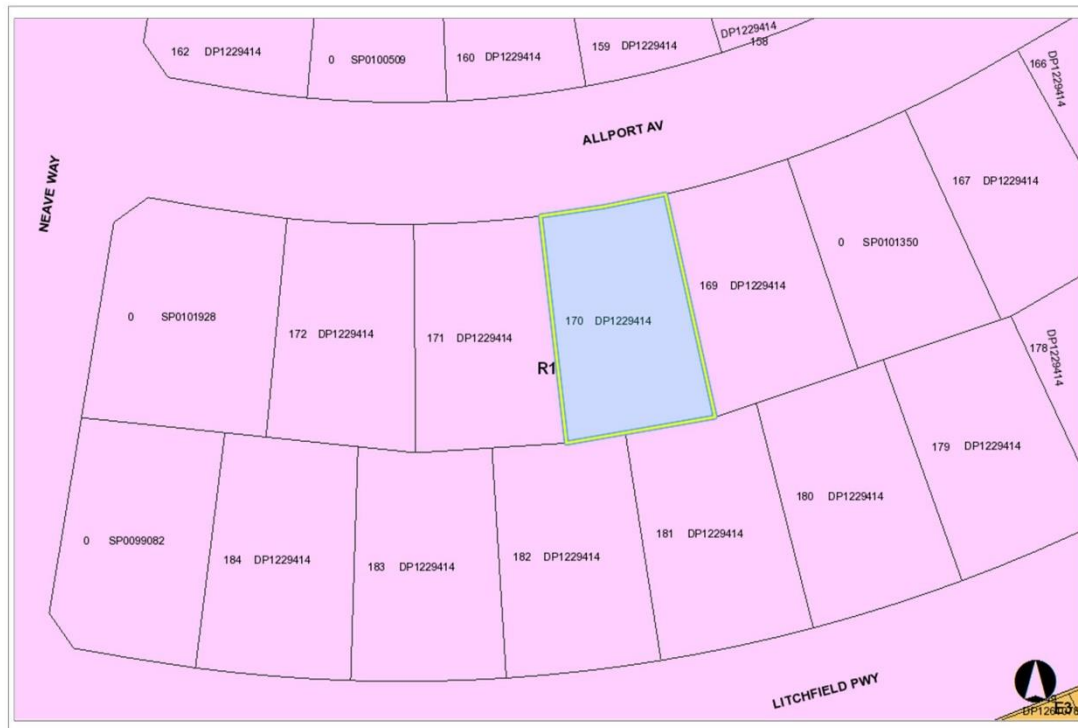 162 DP1229414
0 SP0100509
160 DP1229414
159 DP1229414
DP1229414
158
166
DP1229414
ALLPORT AV
NEAVE WAY
167 DP1229414
0 SP0101350
169 DP1229414
170 DP1229414
0 SP0101928
172 DP1229414
171 DP1229414
R1
178
DP1229414
179 DP1229414
180 DP1229414
181 DP1229414
182 DP1229414
183 DP1229414
184 DP1229414
0 SP0099082
LITCHFIELD PWY
E3